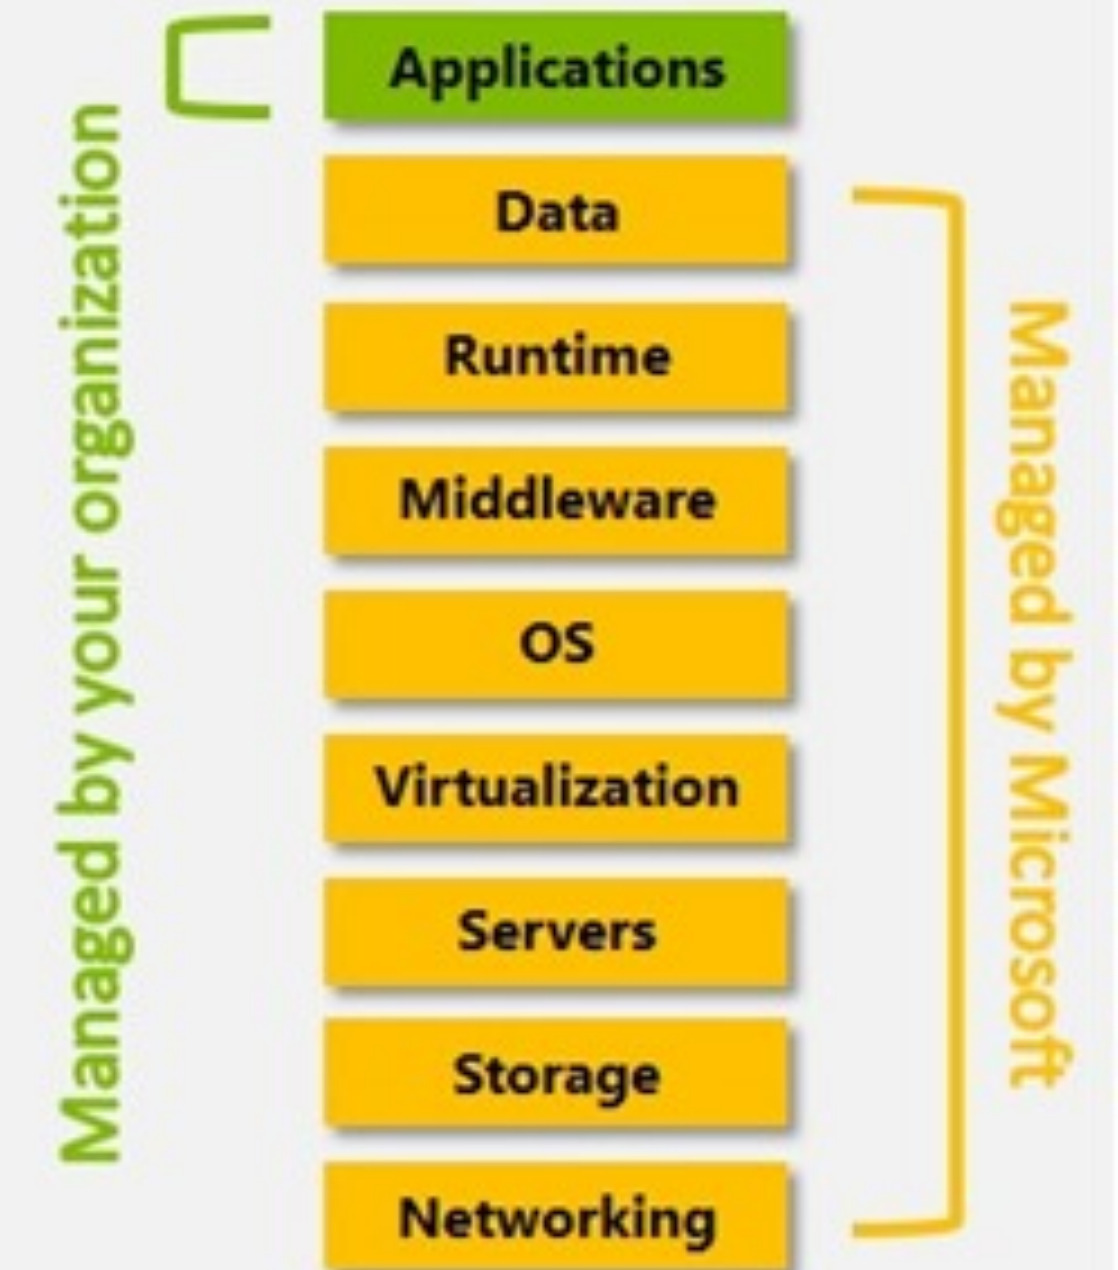 Managed by your organization
Applications
Data
Runtime
Middleware
OS
Virtualization
Servers
Storage
Networking
Managed by Microsoft